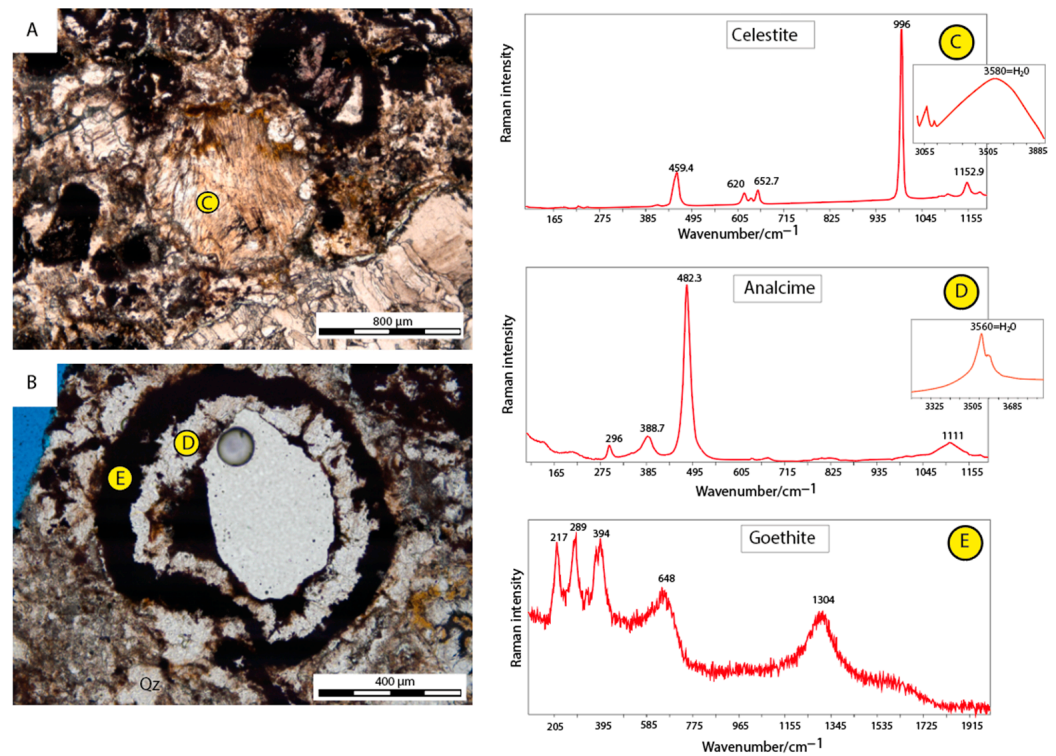 A
C
800 µm
B
D
E
Qz
400 µm
Celestite
C
996
3580=H20
3055 3505 3885
459.4
620 652.7
1152.9
Raman intensity
165 275 385 495 605 715 825 935 1045 1155
Wavenumber/cm−1
Analcime
D
482.3
3560=H20
3325 3505 3685
296
388.7
1111
Raman intensity
165 275 385 495 605 715 825 935 1045 1155
Wavenumber/cm−1
Goethite
E
217
289
394
648
1304
Raman intensity
205 395 585 775 965 1145 1345 1535 1725 1915
Wavenumber/cm−1